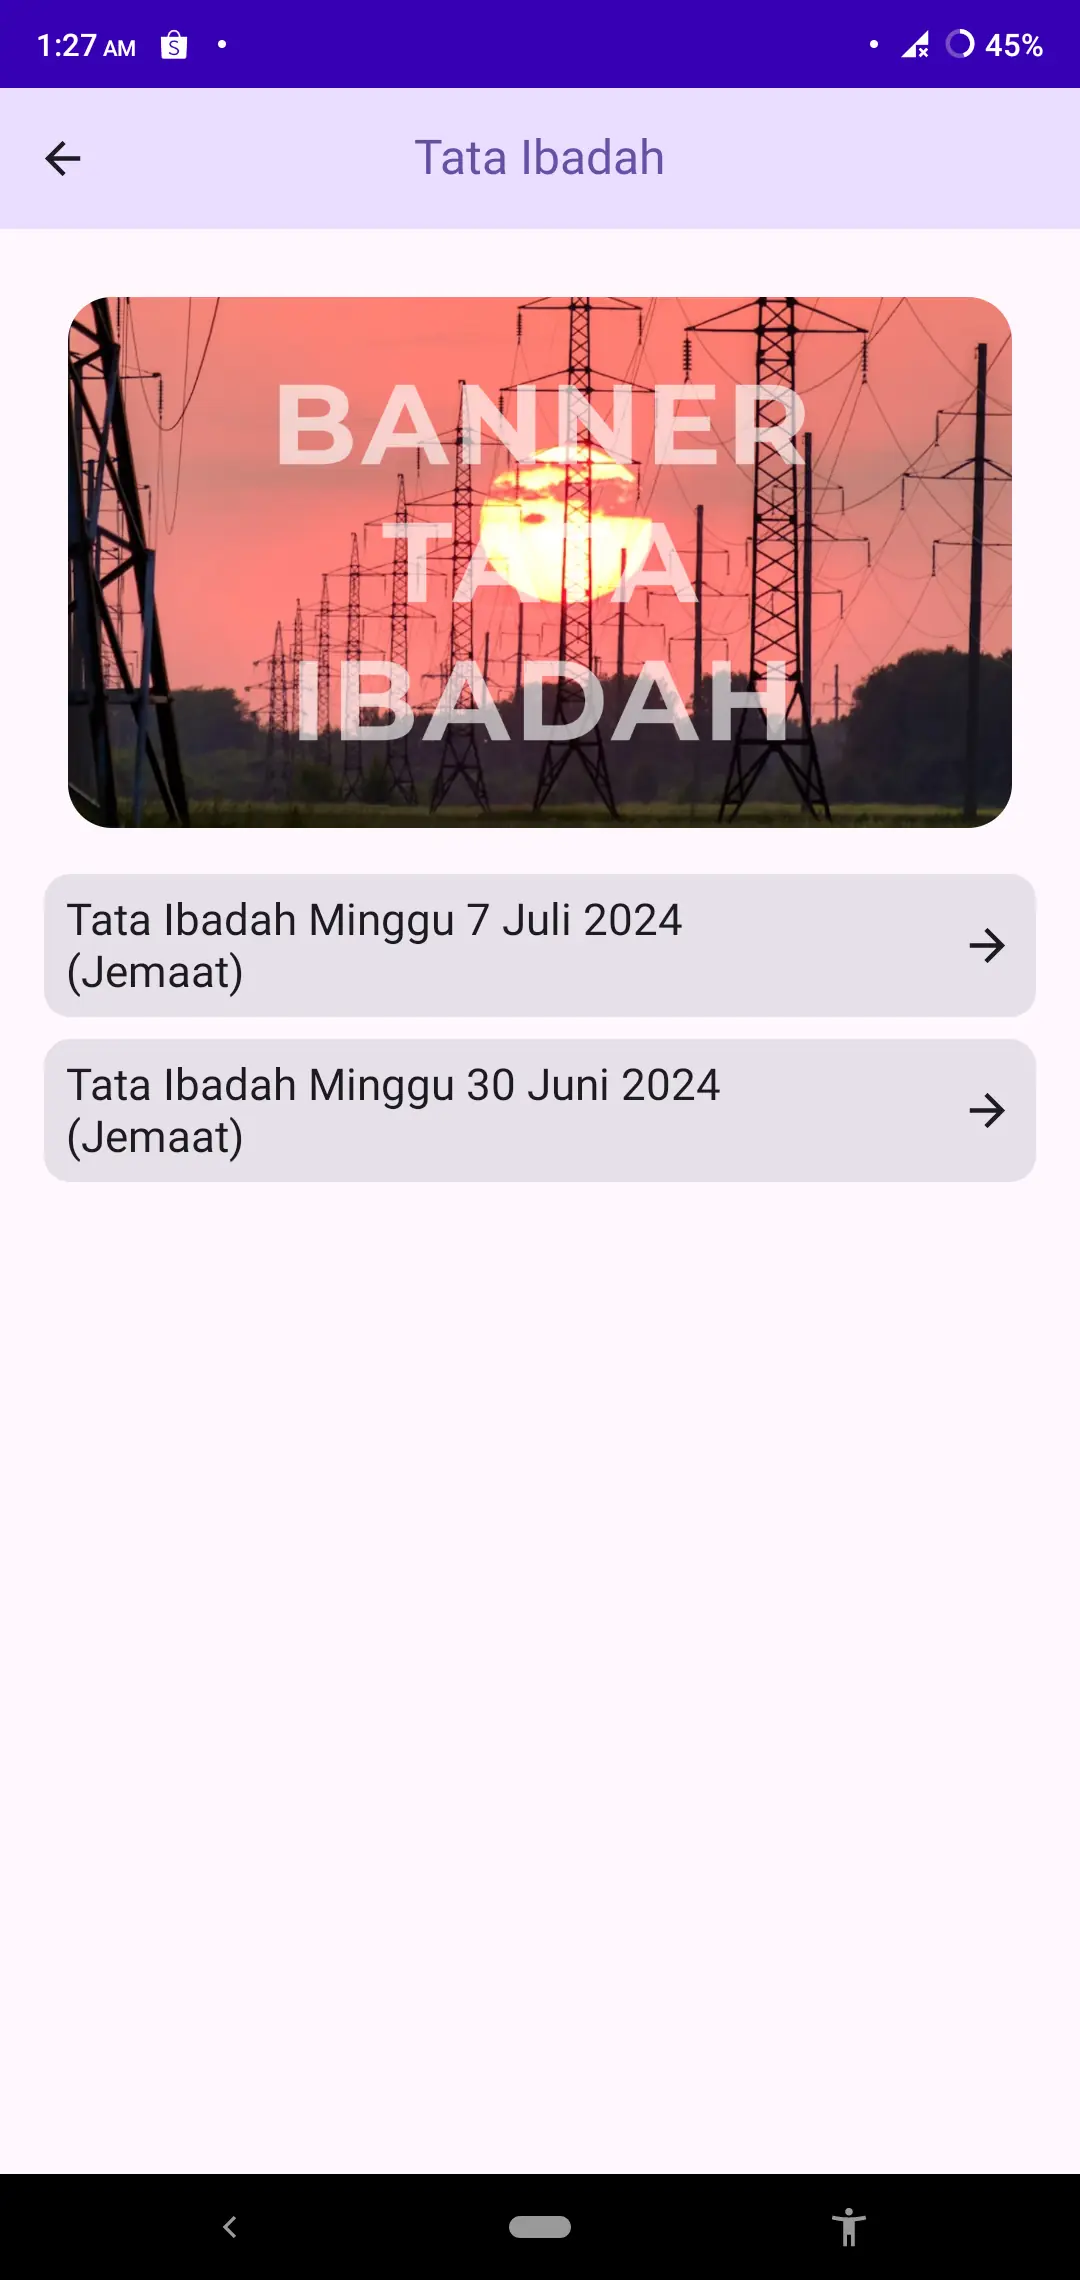 1:27 AM
45%
Tata Ibadah
BANNER
TATA
IBADAH
Tata Ibadah Minggu 7 Juli 2024
(Jemaat)
Tata Ibadah Minggu 30 Juni 2024
(Jemaat)